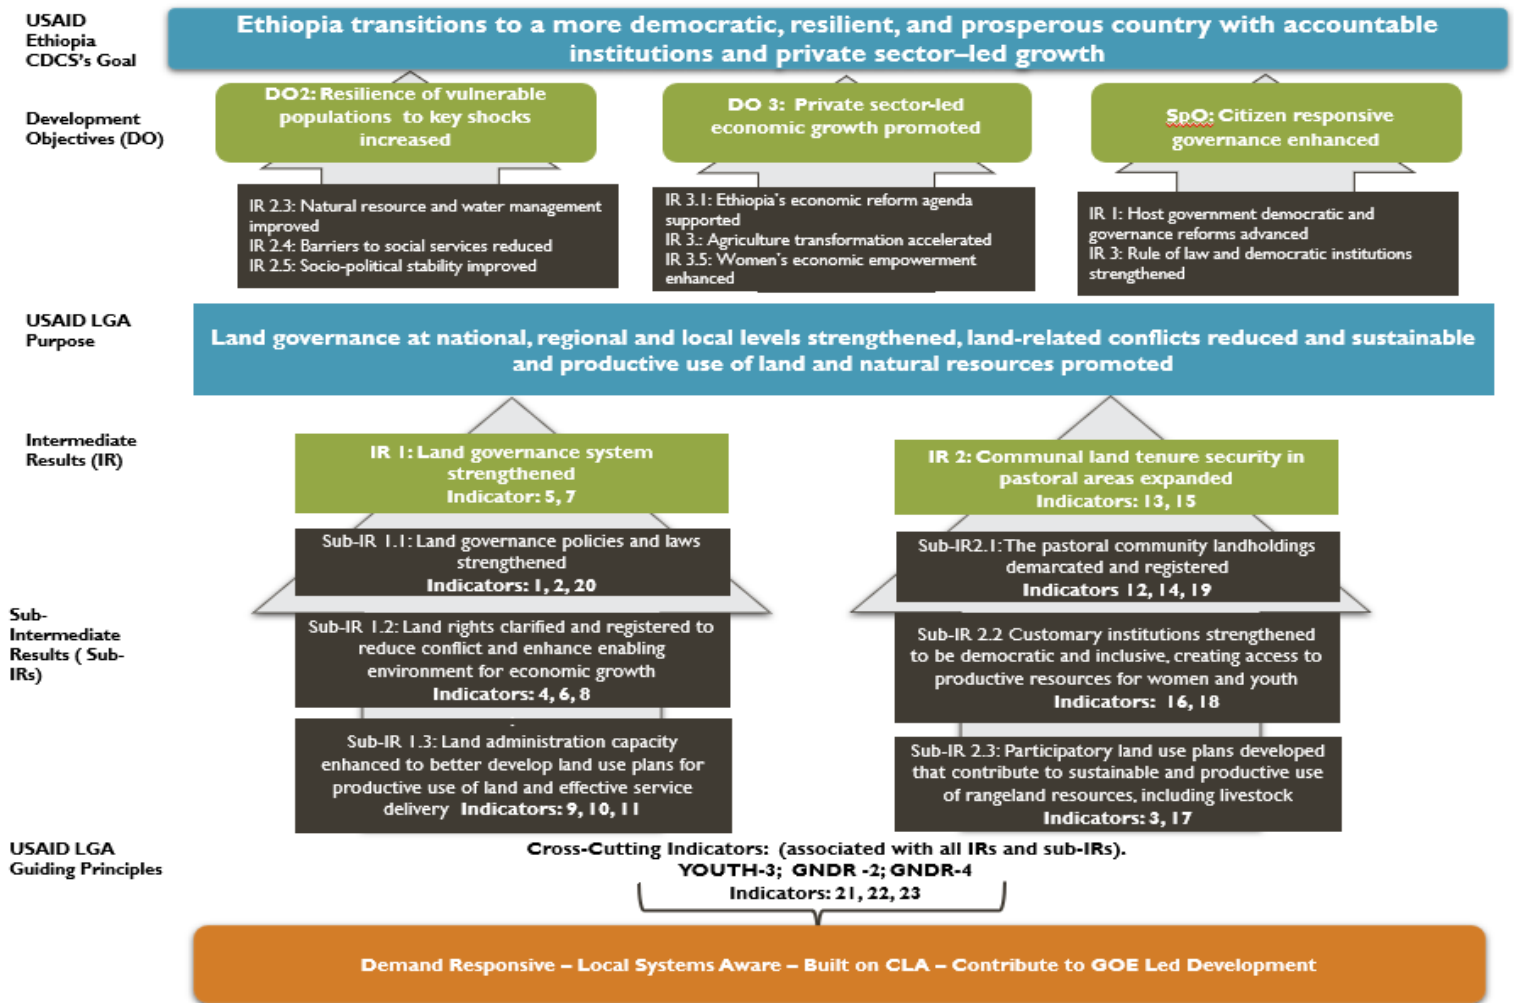 USAID
Ethiopia
CDCS's Goal
Ethiopia transitions to a more democratic, resilient, and prosperous country with accountable
institutions and private sector–led growth
Development
Objectives (DO)
DO2: Resilience of vulnerable
populations to key shocks
increased
DO 3: Private sector-led
economic growth promoted
SpO: Citizen responsive
governance enhanced
IR 2.3: Natural resource and water management
improved
IR 2.4: Barriers to social services reduced
IR 2.5: Socio-political stability improved
IR 3.1: Ethiopia's economic reform agenda
supported
IR 3.: Agriculture transformation accelerated
IR 3.5: Women's economic empowerment
enhanced
IR 1: Host government democratic and
governance reforms advanced
IR 3: Rule of law and democratic institutions
strengthened
USAID LGA
Purpose
Land governance at national, regional and local levels strengthened, land-related conflicts reduced and sustainable
and productive use of land and natural resources promoted
Intermediate
Results (IR)
IR 1: Land governance system
strengthened
Indicator: 5, 7
IR 2: Communal land tenure security in
pastoral areas expanded
Indicators: 13, 15
Sub-
Intermediate
Results ( Sub-
IRs)
Sub-IR 1.1: Land governance policies and laws
strengthened
Indicators: 1, 2, 20
Sub-IR 1.2: Land rights clarified and registered to
reduce conflict and enhance enabling
environment for economic growth
Indicators: 4, 6, 8
Sub-IR 1.3: Land administration capacity
enhanced to better develop land use plans for
productive use of land and effective service
delivery Indicators: 9, 10, 11
Sub-IR2.1: The pastoral community landholdings
demarcated and registered
Indicators 12, 14, 19
Sub-IR 2.2 Customary institutions strengthened
to be democratic and inclusive, creating access to
productive resources for women and youth
Indicators: 16, 18
Sub-IR 2.3: Participatory land use plans developed
that contribute to sustainable and productive use
of rangeland resources, including livestock
Indicators: 3, 17
USAID LGA
Guiding Principles
Cross-Cutting Indicators: (associated with all IRs and sub-IRs).
YOUTH-3; GNDR -2; GNDR-4
Indicators: 21, 22, 23
Demand Responsive – Local Systems Aware – Built on CLA – Contribute to GOE Led Development